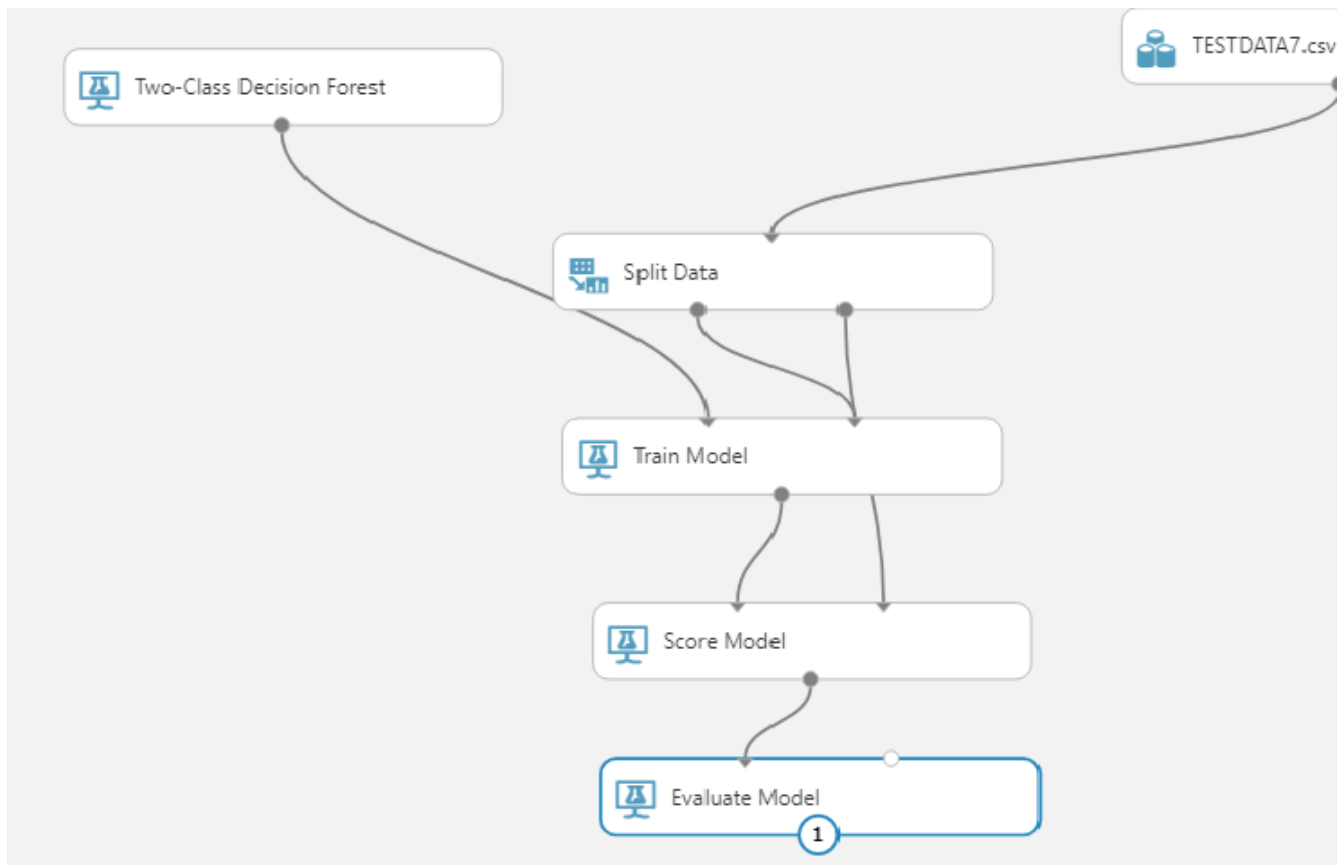 TESTDATA7.csv
Two-Class Decision Forest
Split Data
Train Model
Score Model
Evaluate Model
1